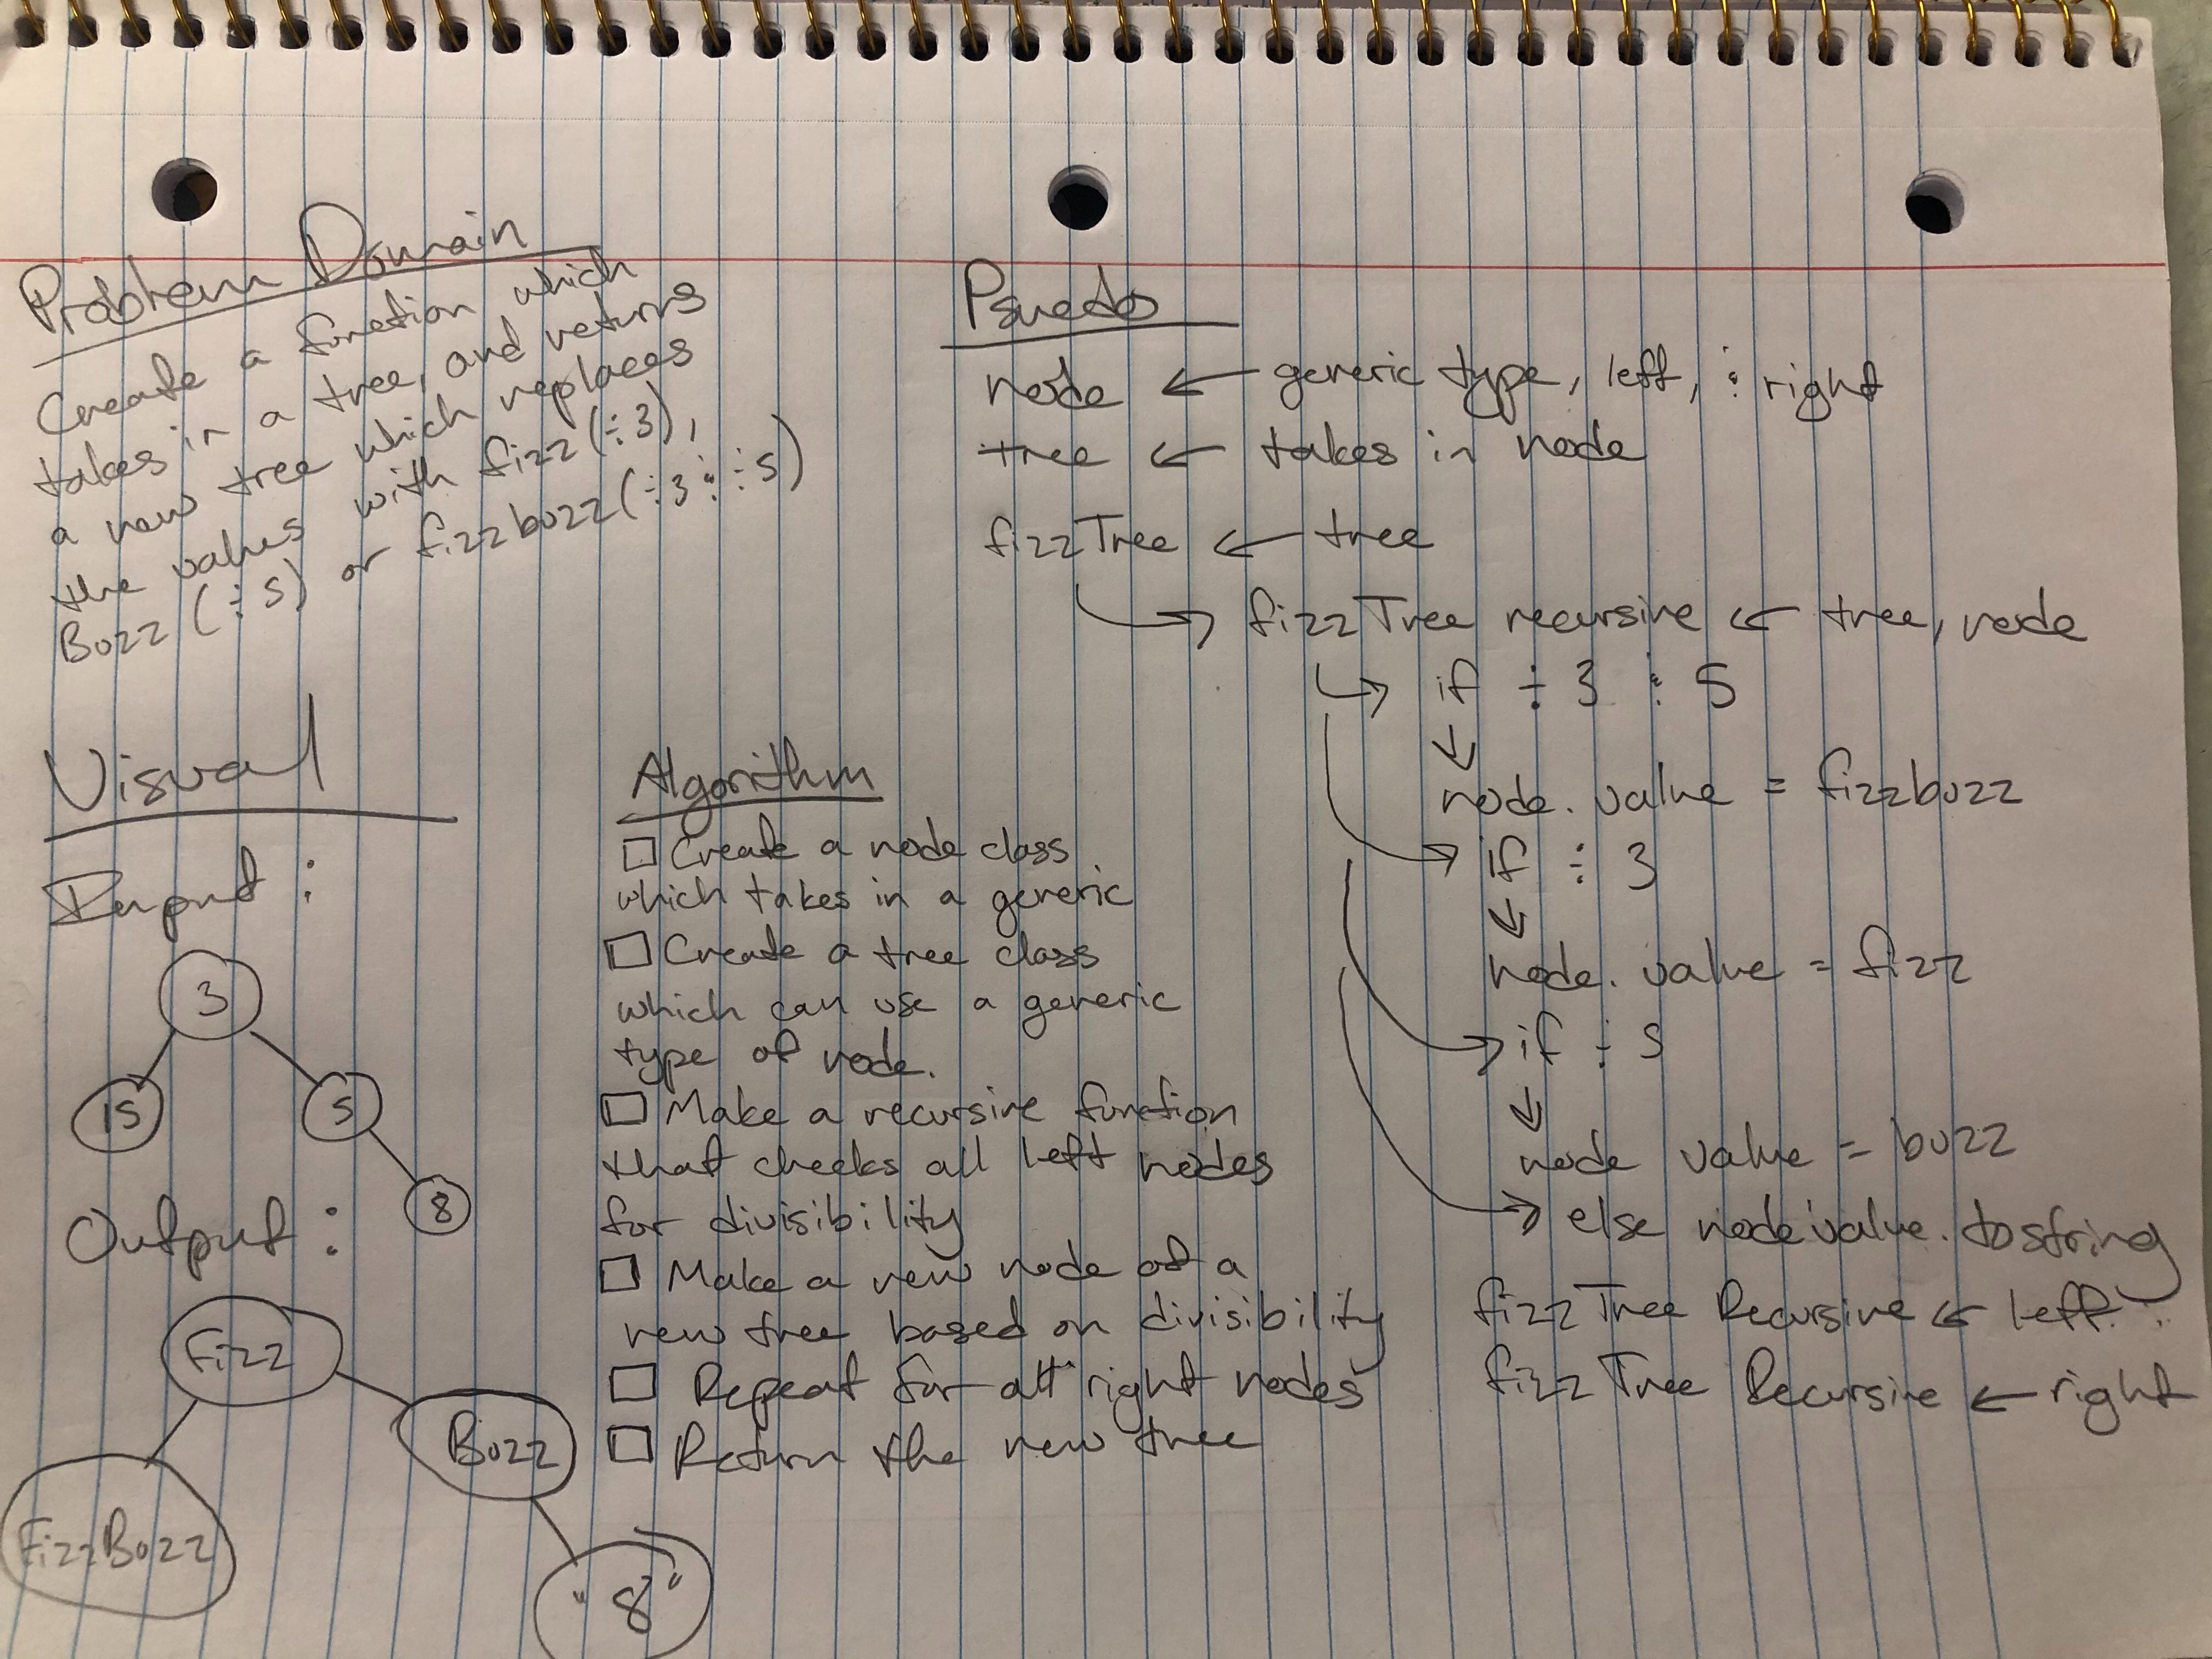 Problem Domain
Create a function which
takes in a tree, and returns
a new tree which replaces
the values with fizz (÷3),
Buzz (÷5) or fizzbuzz (÷3 & ÷5)
Visual
Input:
3
15 5
8
Output:
Fizz
Buzz
FizzBuzz
"8"
Algorithm
□ Create a node class
which takes in a generic
□ Create a tree class
which can use a generic
type of node.
□ Make a recursive function
that checks all left nodes
for divisibility
□ Make a new node of a
new tree based on divisibility
□ Repeat for all right nodes
□ Return the new tree
Psuedo
node ← generic type, left, & right
tree ← takes in node
fizzTree ← tree
→ fizzTree recursive ← tree, node
→ if ÷ 3 & 5
↓
node. value = fizzbuzz
→ if ÷ 3
↓
node. value = fizz
→ if ÷ 5
↓
node value = buzz
→ else node value. tostring
fizzTree Recursive ← left
fizzTree Recursive ← right